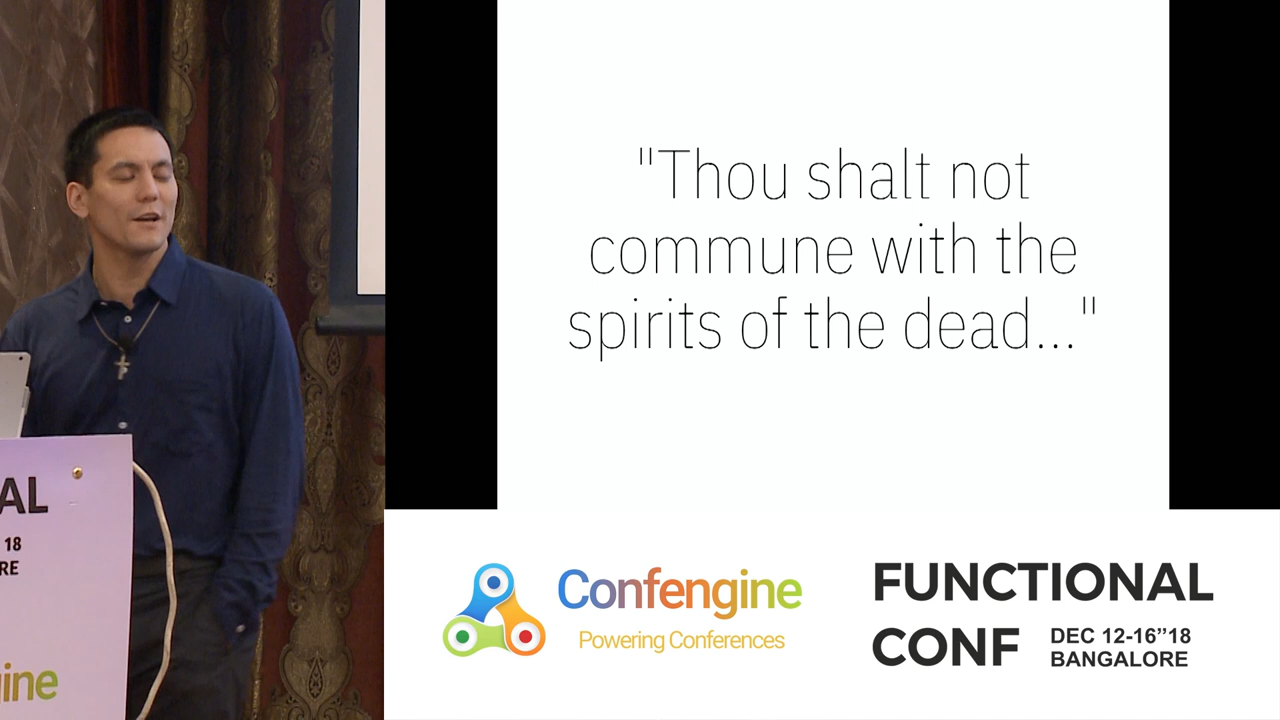 "Thou shalt not
commune with the
spirits of the dead..."
AL
18
RE
ine
Confengine
Powering Conferences
FUNCTIONAL
CONF
DEC 12-16”18
BANGALORE